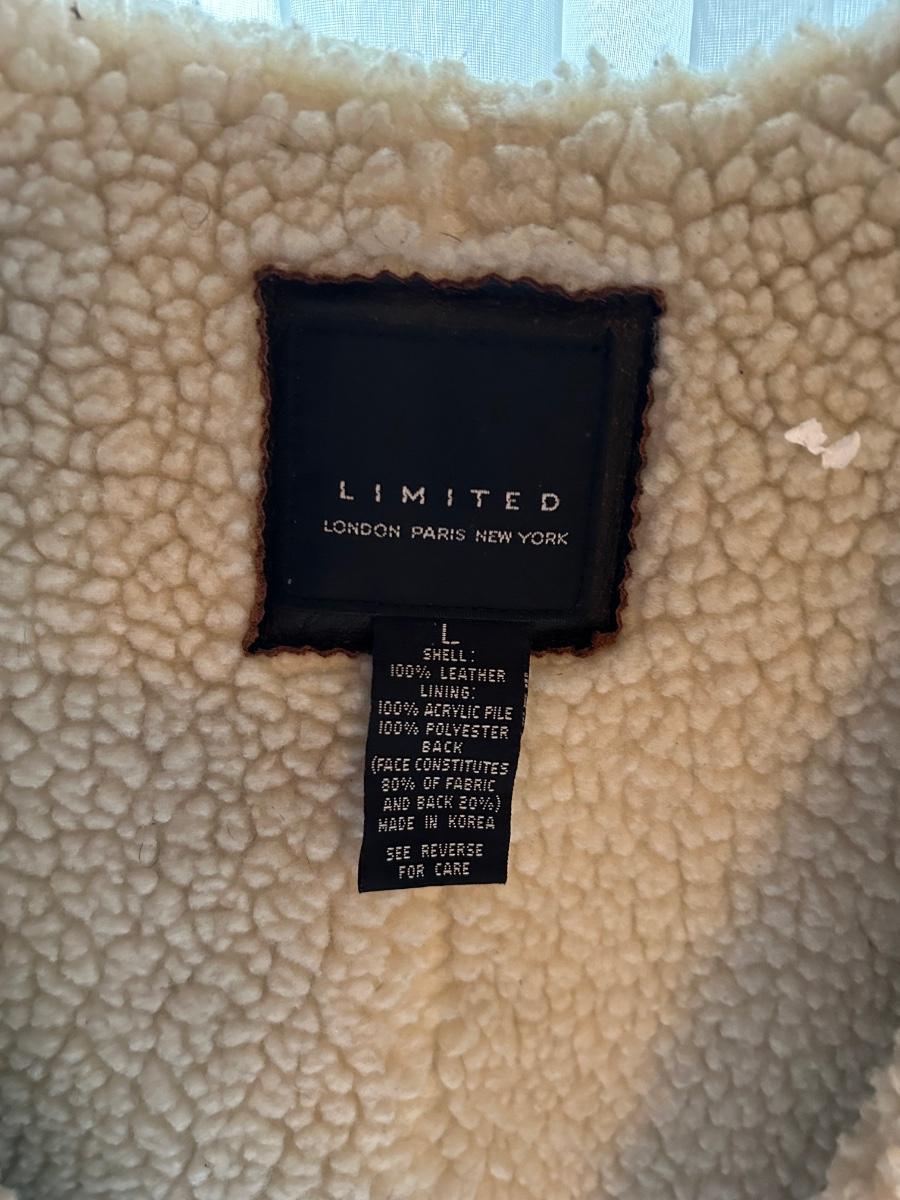 LIMITED
LONDON PARIS NEW YORK
L
SHELL:
100% LEATHER
LINING:
100% ACRYLIC PILE
100% POLYESTER
BACK
(FACE CONSTITUTES
80% OF FABRIC
AND BACK 20%)
MADE IN KOREA
SEE REVERSE
FOR CARE